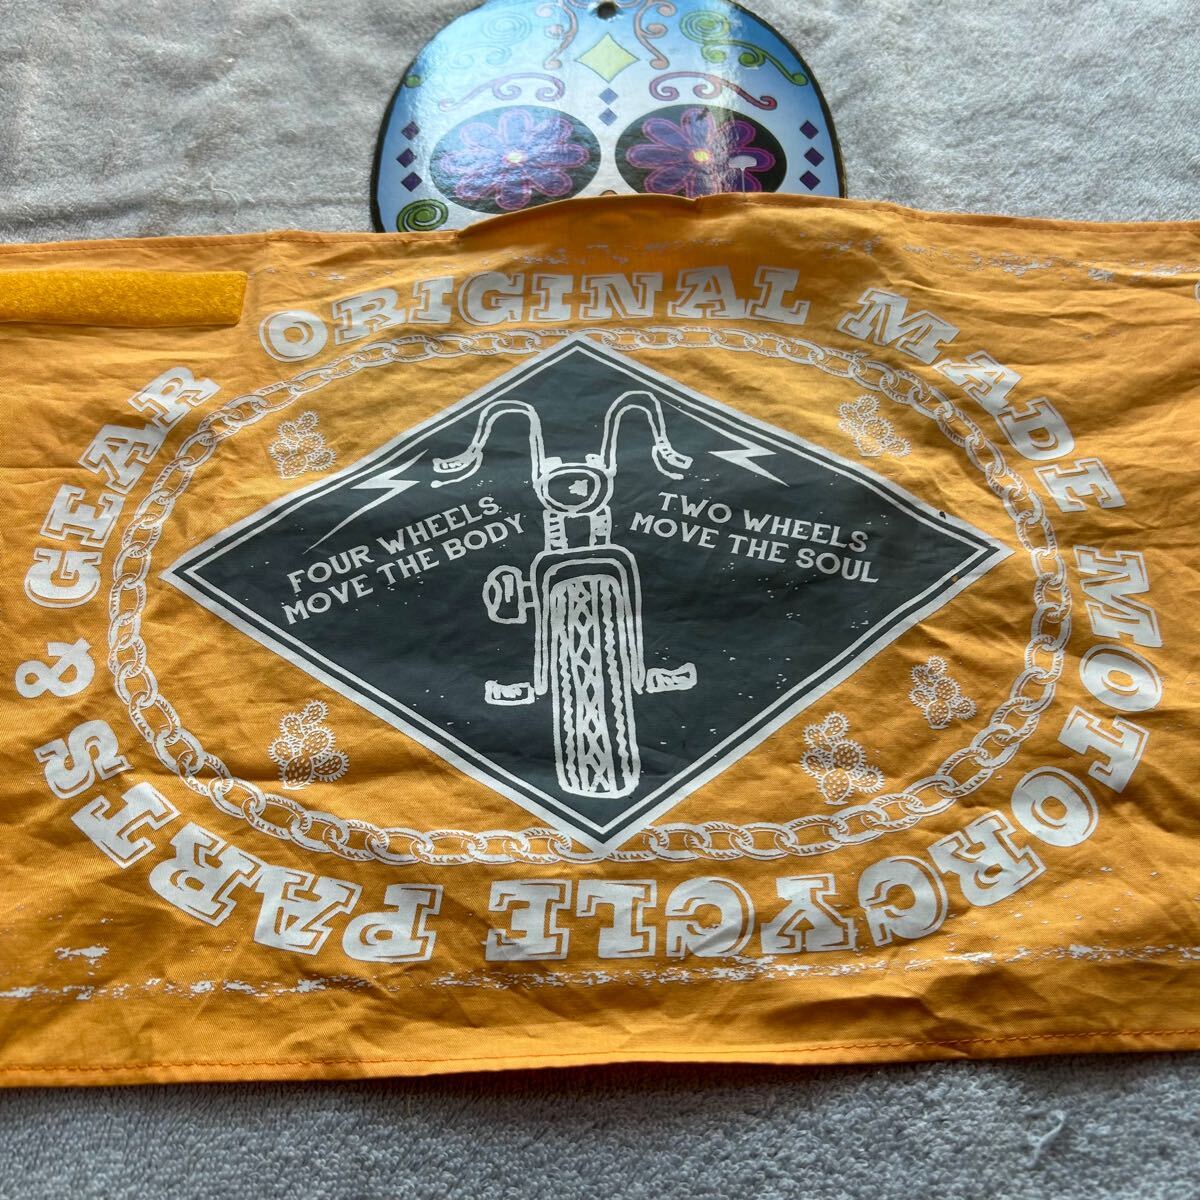 ORIGINAL MADE MOTORCYCLE PARTS & GEAR
FOUR WHEELS
MOVE THE BODY
TWO WHEELS
MOVE THE SOUL